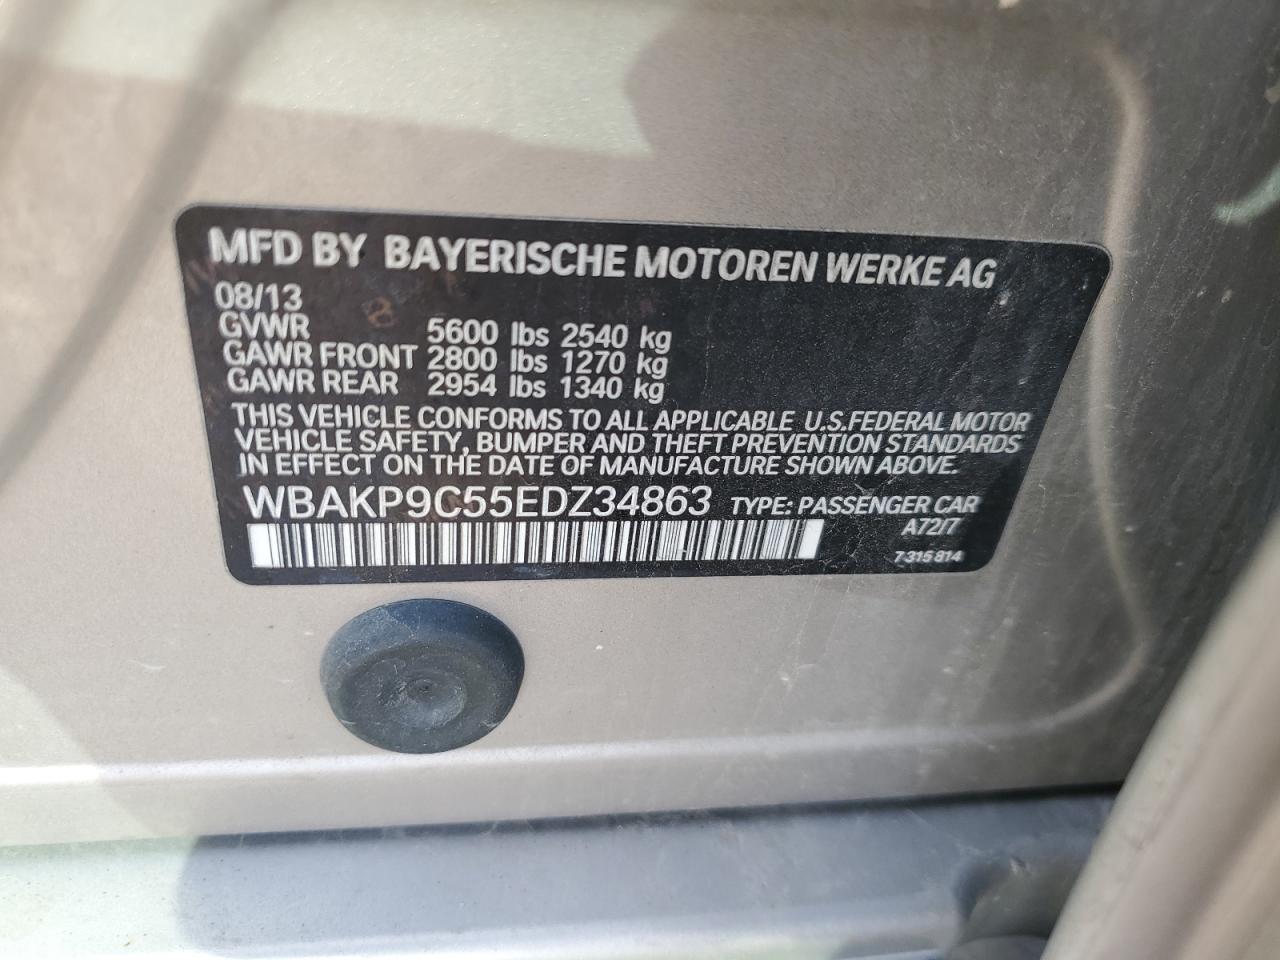 MFD BY BAYERISCHE MOTOREN WERKE AG
08/13
GVWR 5600 lbs 2540 kg
GAWR FRONT 2800 lbs 1270 kg
GAWR REAR 2954 lbs 1340 kg
THIS VEHICLE CONFORMS TO ALL APPLICABLE U.S.FEDERAL MOTOR
VEHICLE SAFETY, BUMPER AND THEFT PREVENTION STANDARDS
IN EFFECT ON THE DATE OF MANUFACTURE SHOWN ABOVE.
WBAKP9C55EDZ34863 TYPE: PASSENGER CAR
A72/7
7 315 814